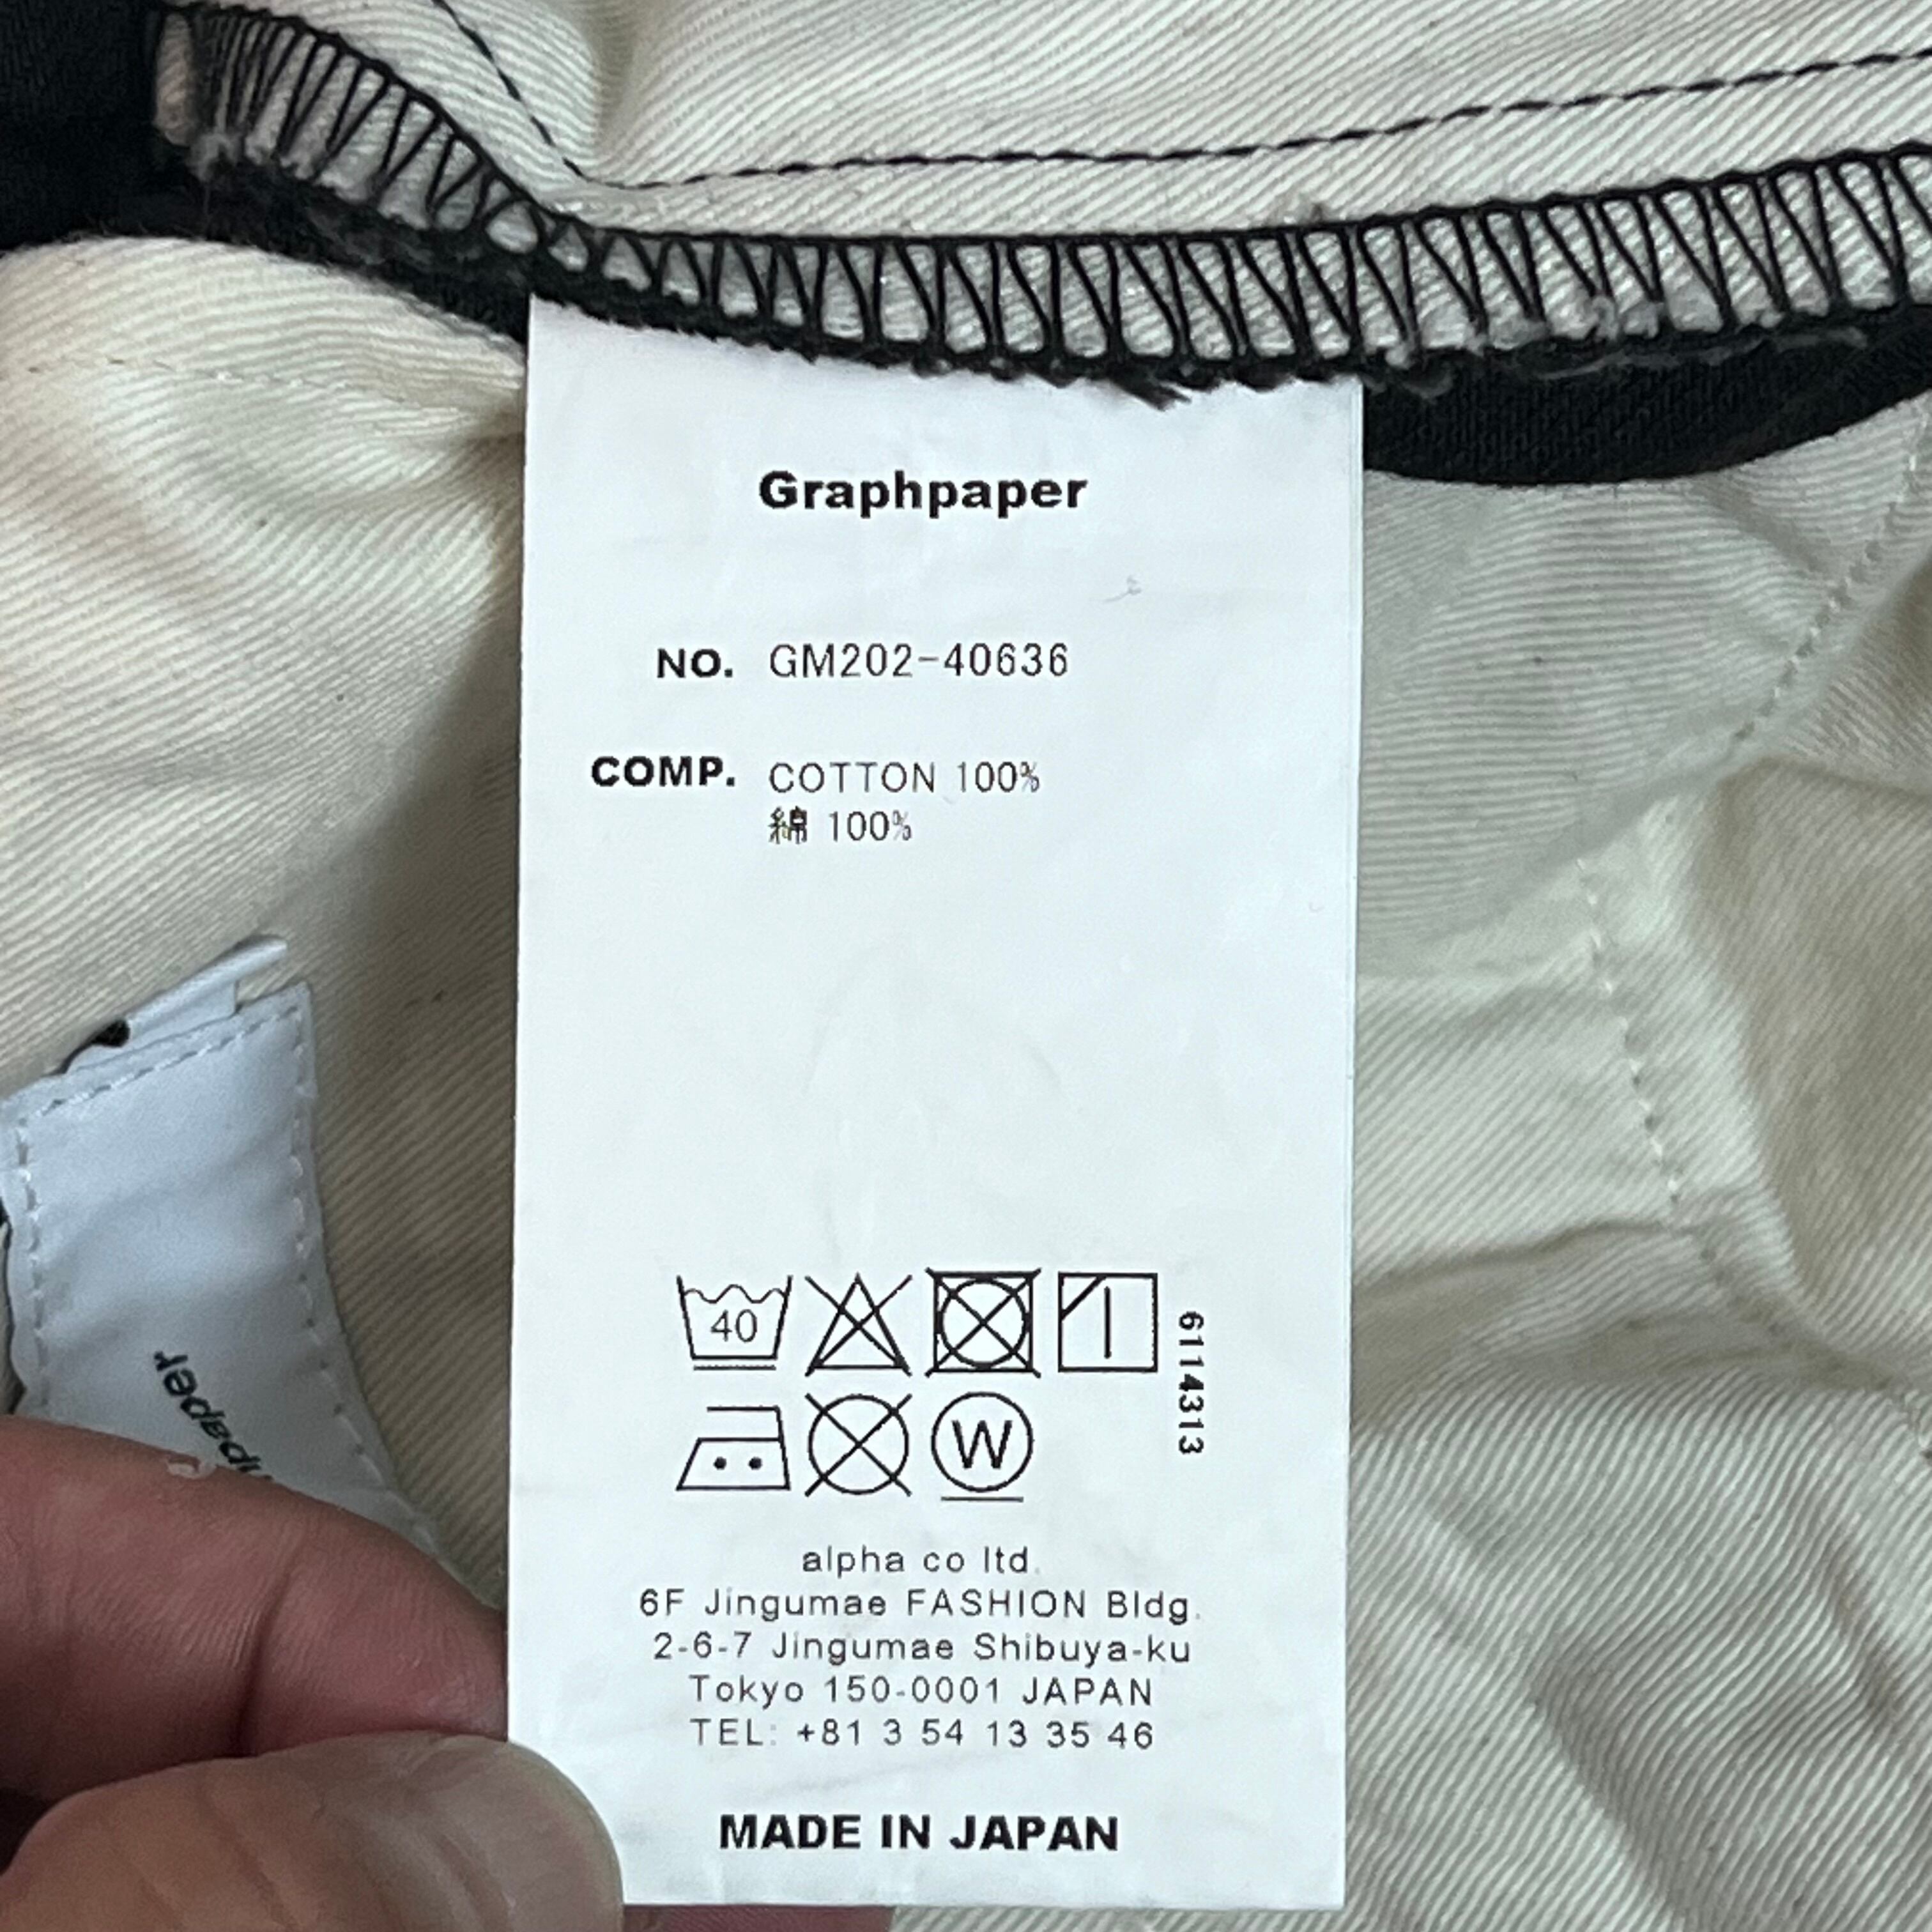 Graphpaper
NO. GM202-40636
COMP. COTTON 100%
綿 100%
40
W
6114313
alpha co ltd.
6F Jingumae FASHION Bldg.
2-6-7 Jingumae Shibuya-ku
Tokyo 150-0001 JAPAN
TEL: +81 3 54 13 35 46
MADE IN JAPAN